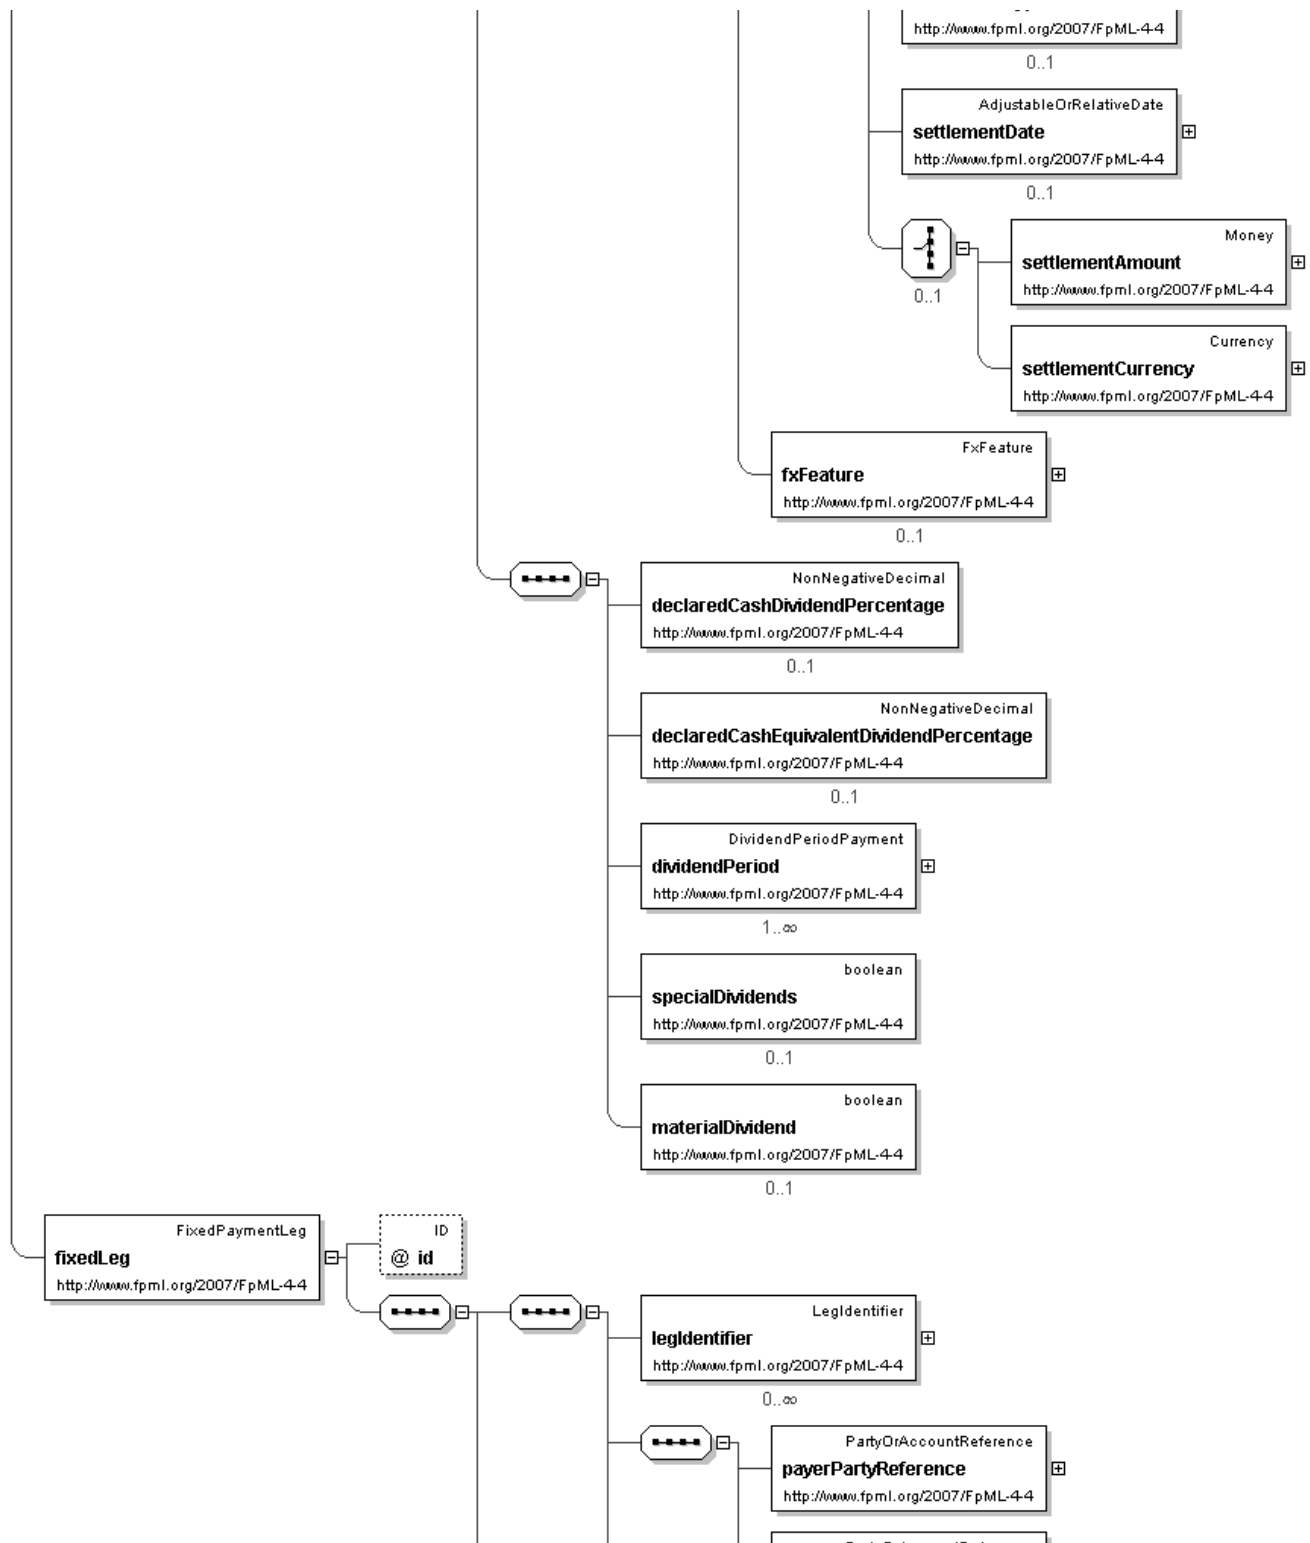 http://www.fpml.org/2007/FpML-4-4
0..1
AdjustableOrRelativeDate
settlementDate
http://www.fpml.org/2007/FpML-4-4
0..1
Money
settlementAmount
http://www.fpml.org/2007/FpML-4-4
0..1
Currency
settlementCurrency
http://www.fpml.org/2007/FpML-4-4
FxFeature
fxFeature
http://www.fpml.org/2007/FpML-4-4
0..1
NonNegativeDecimal
declaredCashDividendPercentage
http://www.fpml.org/2007/FpML-4-4
0..1
NonNegativeDecimal
declaredCashEquivalentDividendPercentage
http://www.fpml.org/2007/FpML-4-4
0..1
DividendPeriodPayment
dividendPeriod
http://www.fpml.org/2007/FpML-4-4
1..∞
boolean
specialDividends
http://www.fpml.org/2007/FpML-4-4
0..1
boolean
materialDividend
http://www.fpml.org/2007/FpML-4-4
0..1
FixedPaymentLeg
fixedLeg
http://www.fpml.org/2007/FpML-4-4
ID
@ id
LegIdentifier
legIdentifier
http://www.fpml.org/2007/FpML-4-4
0..∞
PartyOrAccountReference
payerPartyReference
http://www.fpml.org/2007/FpML-4-4